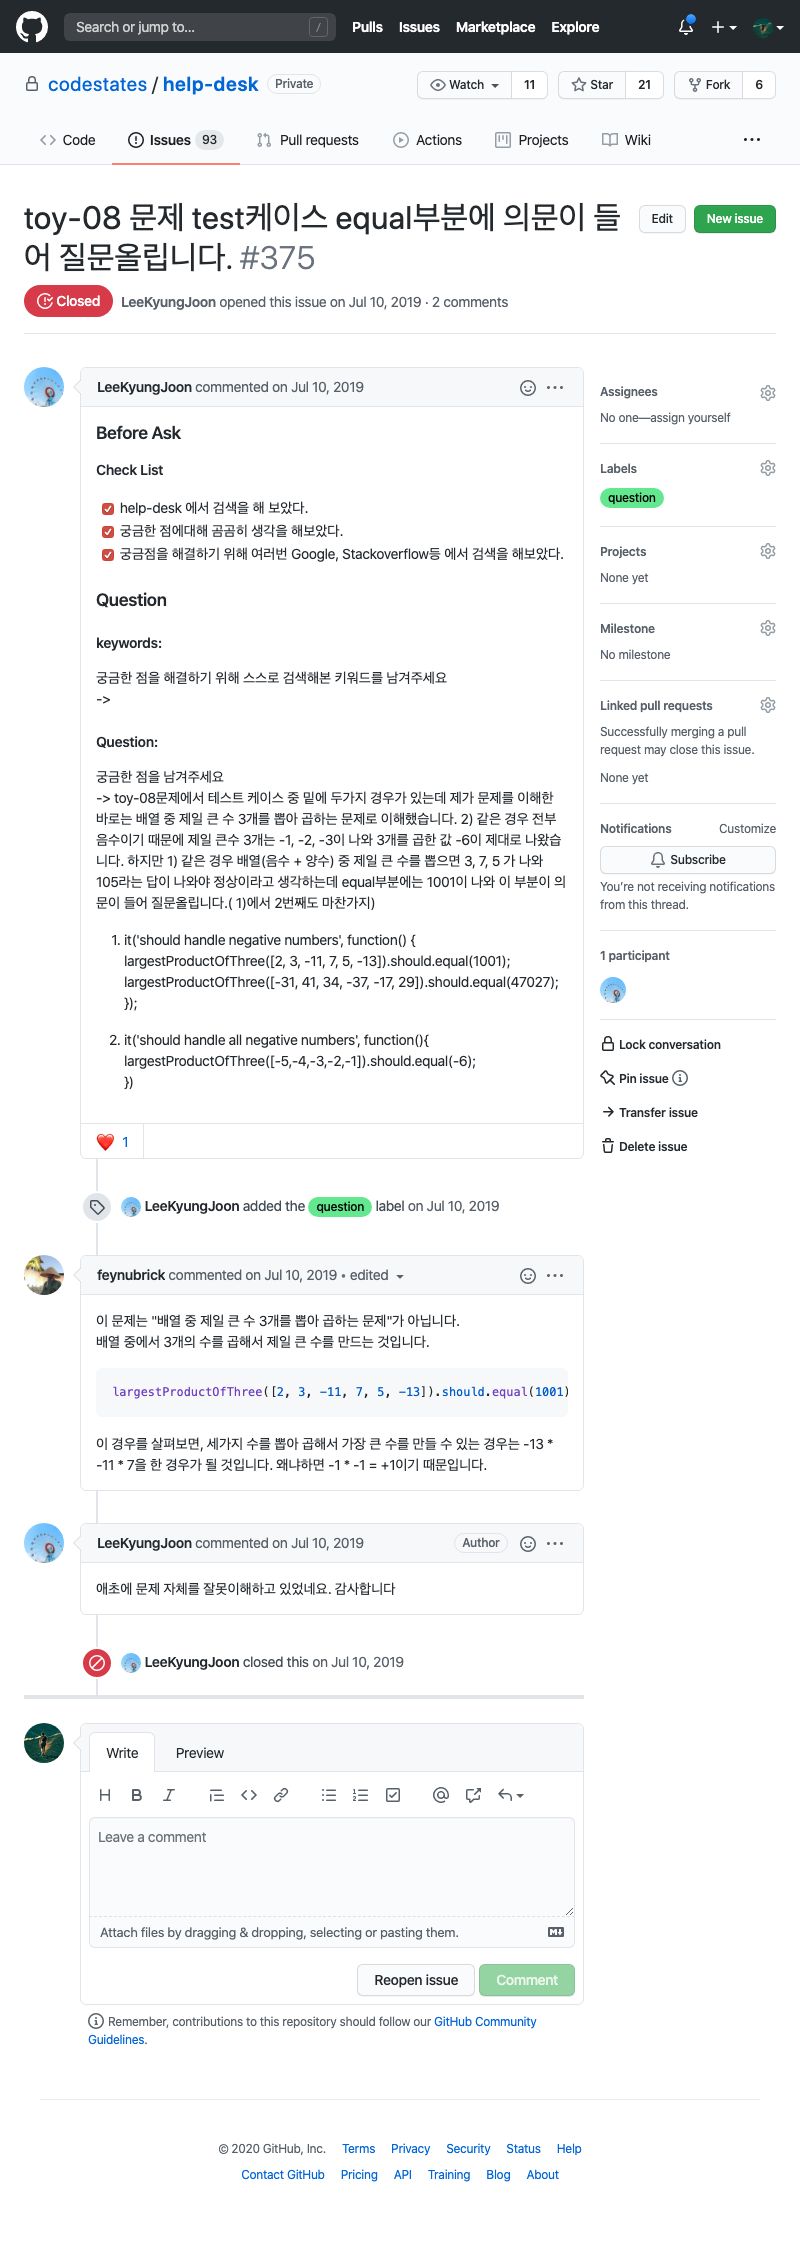 Search or jump to... /
Pulls Issues Marketplace Explore
codestates / help-desk Private
Watch 11 Star 21 Fork 6
Code Issues 93 Pull requests Actions Projects Wiki
toy-08 문제 test케이스 equal부분에 의문이 들
어 질문올립니다. #375
Edit New issue
Closed LeeKyungJoon opened this issue on Jul 10, 2019 · 2 comments
LeeKyungJoon commented on Jul 10, 2019
Before Ask
Check List
help-desk 에서 검색을 해 보았다.
궁금한 점에대해 곰곰히 생각을 해보았다.
궁금점을 해결하기 위해 여러번 Google, Stackoverflow등 에서 검색을 해보았다.
Question
keywords:
궁금한 점을 해결하기 위해 스스로 검색해본 키워드를 남겨주세요
->
Question:
궁금한 점을 남겨주세요
-> toy-08문제에서 테스트 케이스 중 밑에 두가지 경우가 있는데 제가 문제를 이해한
바로는 배열 중 제일 큰 수 3개를 뽑아 곱하는 문제로 이해했습니다. 2) 같은 경우 전부
음수이기 때문에 제일 큰수 3개는 -1, -2, -3이 나와 3개를 곱한 값 -6이 제대로 나왔습
니다. 하지만 1) 같은 경우 배열(음수 + 양수) 중 제일 큰 수를 뽑으면 3, 7, 5 가 나와
105라는 답이 나와야 정상이라고 생각하는데 equal부분에는 1001이 나와 이 부분이 의
문이 들어 질문올립니다.( 1)에서 2번째도 마찬가지)
1. it('should handle negative numbers', function() {
largestProductOfThree([2, 3, -11, 7, 5, -13]).should.equal(1001);
largestProductOfThree([-31, 41, 34, -37, -17, 29]).should.equal(47027);
});
2. it('should handle all negative numbers', function(){
largestProductOfThree([-5,-4,-3,-2,-1]).should.equal(-6);
})
1
Assignees
No one—assign yourself
Labels
question
Projects
None yet
Milestone
No milestone
Linked pull requests
Successfully merging a pull
request may close this issue.
None yet
Notifications Customize
Subscribe
You're not receiving notifications
from this thread.
1 participant
Lock conversation
Pin issue
Transfer issue
Delete issue
LeeKyungJoon added the question label on Jul 10, 2019
feynubrick commented on Jul 10, 2019 • edited
이 문제는 "배열 중 제일 큰 수 3개를 뽑아 곱하는 문제"가 아닙니다.
배열 중에서 3개의 수를 곱해서 제일 큰 수를 만드는 것입니다.
largestProductOfThree([2, 3, -11, 7, 5, -13]).should.equal(1001)
이 경우를 살펴보면, 세가지 수를 뽑아 곱해서 가장 큰 수를 만들 수 있는 경우는 -13 *
-11 * 7을 한 경우가 될 것입니다. 왜냐하면 -1 * -1 = +1이기 때문입니다.
LeeKyungJoon commented on Jul 10, 2019 Author
애초에 문제 자체를 잘못이해하고 있었네요. 감사합니다
LeeKyungJoon closed this on Jul 10, 2019
Write Preview
Leave a comment
Attach files by dragging & dropping, selecting or pasting them.
Reopen issue Comment
Remember, contributions to this repository should follow our GitHub Community
Guidelines.
© 2020 GitHub, Inc. Terms Privacy Security Status Help
Contact GitHub Pricing API Training Blog About